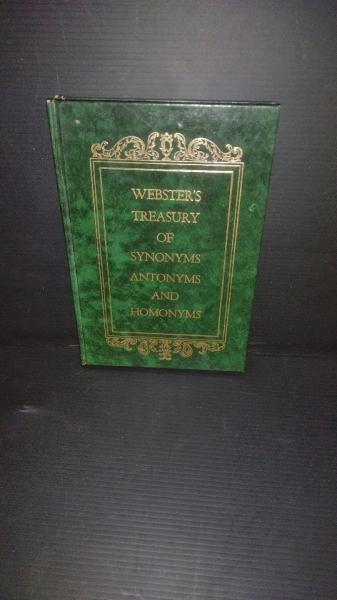 WEBSTER'S
TREASURY
OF
SYNONYMS
ANTONYMS
AND
HOMONYMS